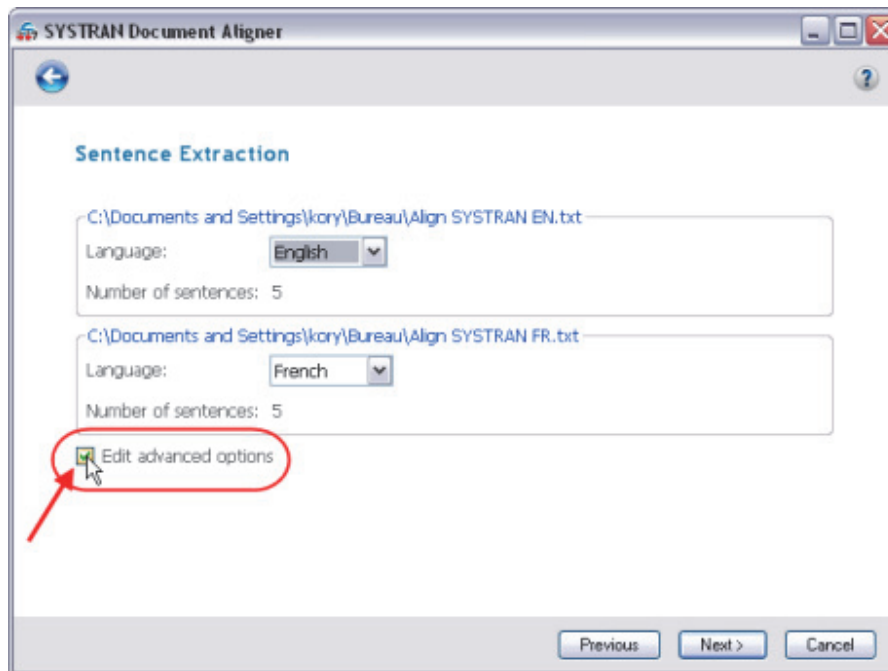 SYSTRAN Document Aligner
?
Sentence Extraction
C:\Documents and Settings\kory\Bureau\Align SYSTRAN EN.txt
Language: English
Number of sentences: 5
C:\Documents and Settings\kory\Bureau\Align SYSTRAN FR.txt
Language: French
Number of sentences: 5
Edit advanced options
Previous Next > Cancel